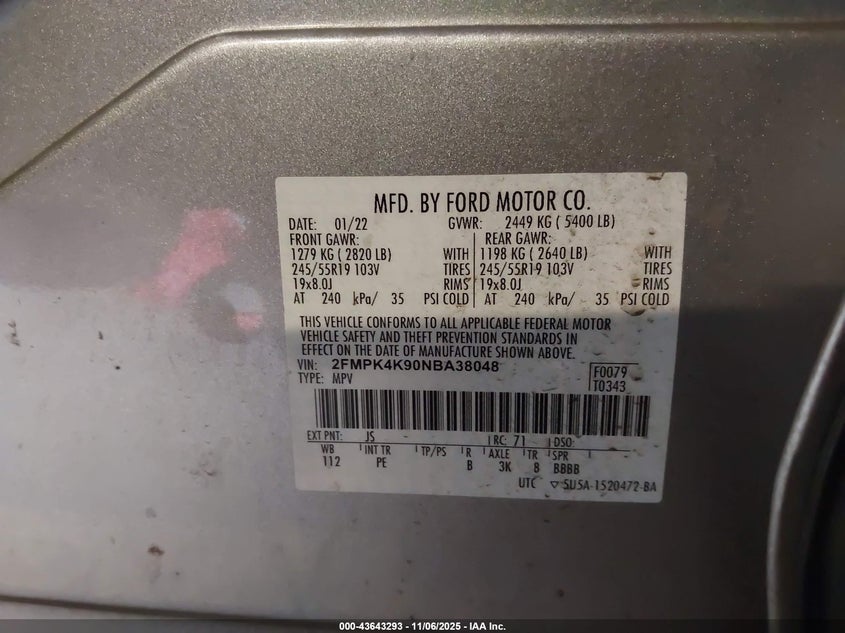 MFD. BY FORD MOTOR CO.
DATE: 01/22 GVWR: 2449 KG ( 5400 LB)
FRONT GAWR: REAR GAWR:
1279 KG ( 2820 LB) WITH 1198 KG ( 2640 LB) WITH
245/55R19 103V TIRES 245/55R19 103V TIRES
19x8.0J RIMS 19x8.0J RIMS
AT 240 kPa/ 35 PSI COLD AT 240 kPa/ 35 PSI COLD
THIS VEHICLE CONFORMS TO ALL APPLICABLE FEDERAL MOTOR
VEHICLE SAFETY AND THEFT PREVENTION STANDARDS IN
EFFECT ON THE DATE OF MANUFACTURE SHOWN ABOVE.
VIN: 2FMPK4K90NBA38048 F0079
TYPE: MPV T0343
EXT PNT: JS RC: 71 DSO:
WB INT TR TP/PS R AXLE TR SPR
112 PE B 3K 8 BBBB
UTC ▽ SU5A-1520472-BA
000-43643293 - 11/06/2025 - IAA Inc.